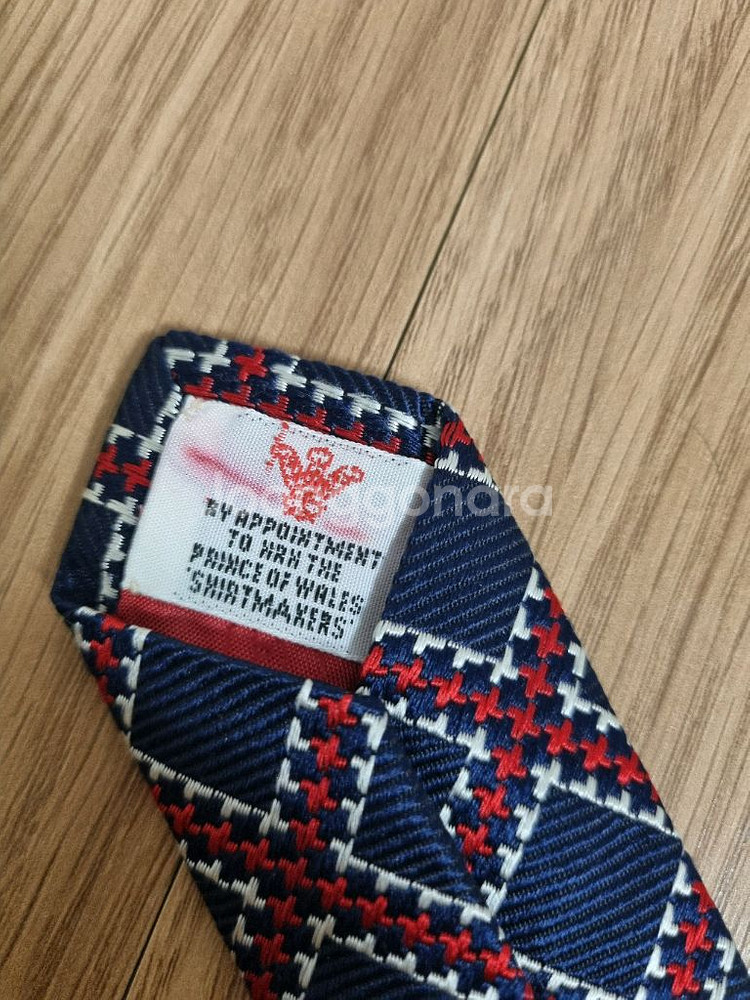 BY APPOINTMENT
TO HRH THE
PRINCE OF WALES
SHIRTMAKERS